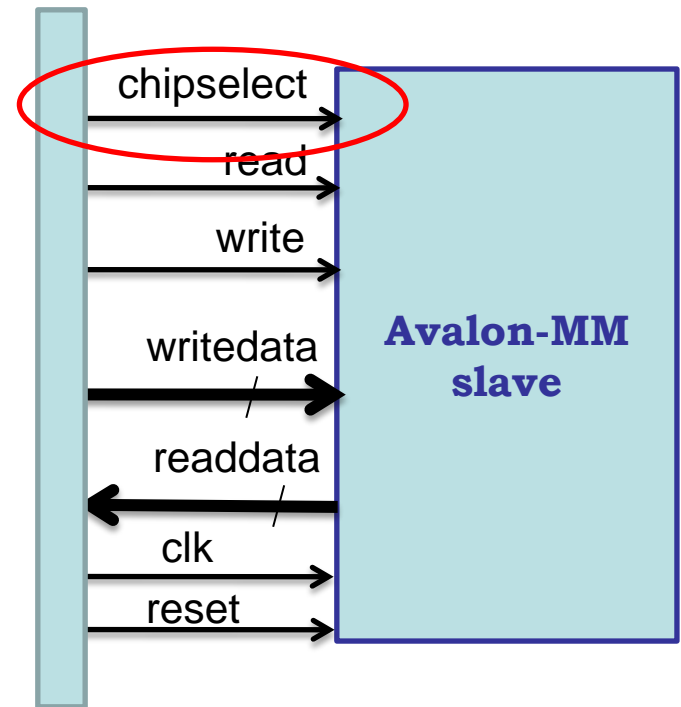 chipselect
read
write
writedata
Avalon-MM
slave
readdata
clk
reset